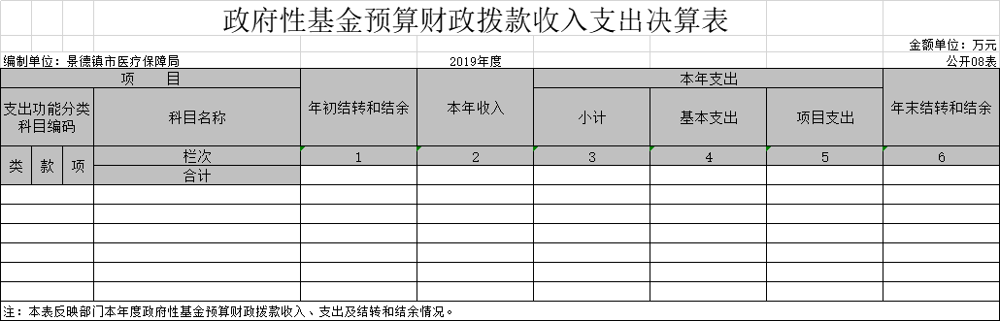 政府性基金预算财政拨款收入支出决算表
金额单位：万元
编制单位：景德镇市医疗保障局 2019年度 公开08表
项 目 年初结转和结余 本年收入 本年支出 年末结转和结余
支出功能分类
科目编码
科目名称 小计 基本支出 项目支出
类 款 项 栏次 1 2 3 4 5 6
合计
注：本表反映部门本年度政府性基金预算财政拨款收入、支出及结转和结余情况。